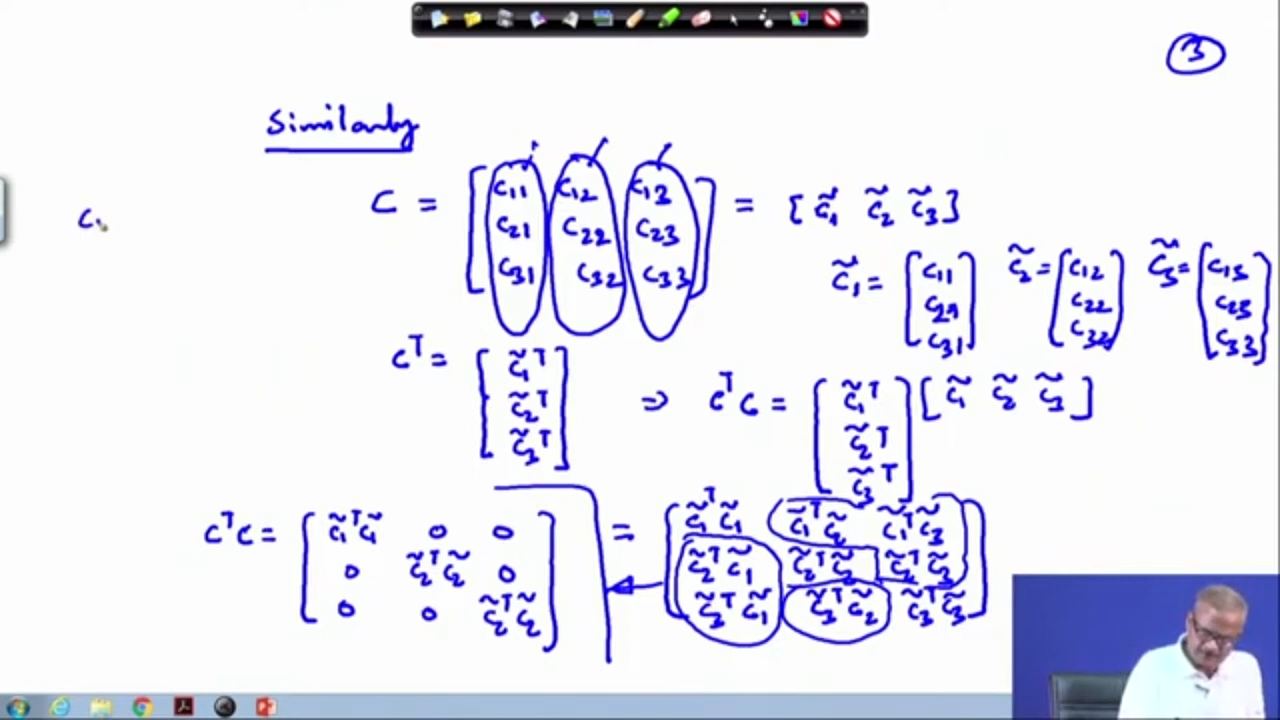 ③
Similarly
C = [ c11 c12 c13 ; c21 c22 c23 ; c31 c32 c33 ] = [ c̃1 c̃2 c̃3 ]
c1
c̃1 = [ c11 ; c21 ; c31 ] c̃2 = [ c12 ; c22 ; c32 ] c̃3 = [ c13 ; c23 ; c33 ]
C^T = [ c̃1^T ; c̃2^T ; c̃3^T ] ⇒ C^T C = [ c̃1^T ; c̃2^T ; c̃3^T ] [ c̃1 c̃2 c̃3 ]
= [ c̃1^T c̃1 c̃1^T c̃2 c̃1^T c̃3 ; c̃2^T c̃1 c̃2^T c̃2 c̃2^T c̃3 ; c̃3^T c̃1 c̃3^T c̃2 c̃3^T c̃3 ]
C^T C = [ c̃1^T c̃1 0 0 ; 0 c̃2^T c̃2 0 ; 0 0 c̃2^T c̃2 ]